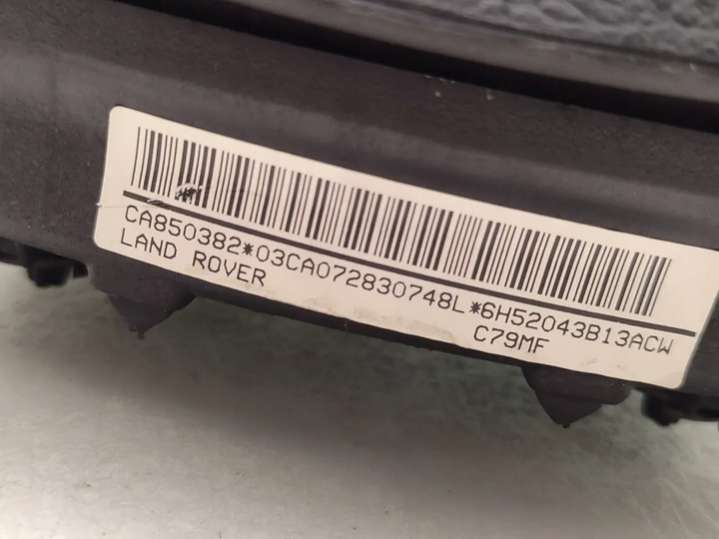 CA850382*03CA072830748L*6H52043B13ACW
LAND ROVER
C79MF